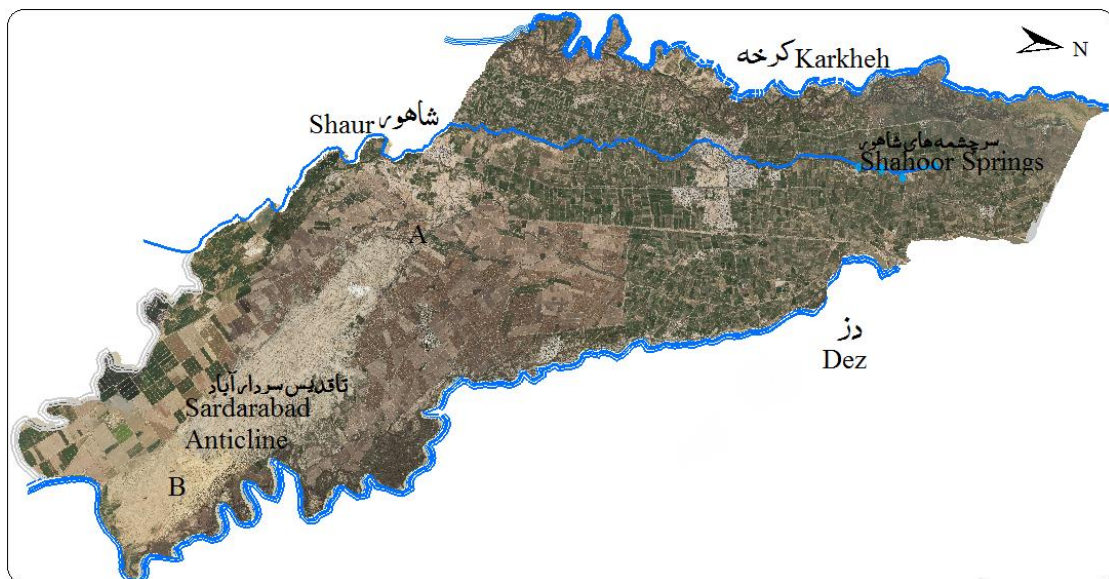 کرخه Karkheh
N
Shaur شاهور
سرچشمه‌های شاهور
Shahoor Springs
A
دز
Dez
تاقدیس سردارآباد
Sardarabad
Anticline
B